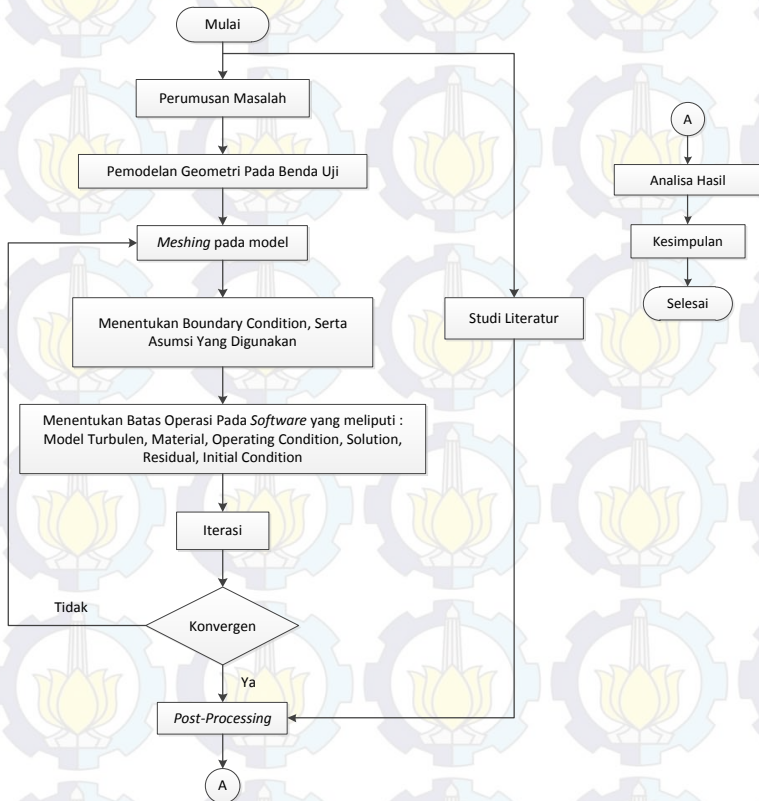 Mulai
Perumusan Masalah
Pemodelan Geometri Pada Benda Uji
Meshing pada model
Menentukan Boundary Condition, Serta
Asumsi Yang Digunakan
Menentukan Batas Operasi Pada Software yang meliputi :
Model Turbulen, Material, Operating Condition, Solution,
Residual, Initial Condition
Iterasi
Tidak
Konvergen
Ya
Post-Processing
A
Studi Literatur
A
Analisa Hasil
Kesimpulan
Selesai